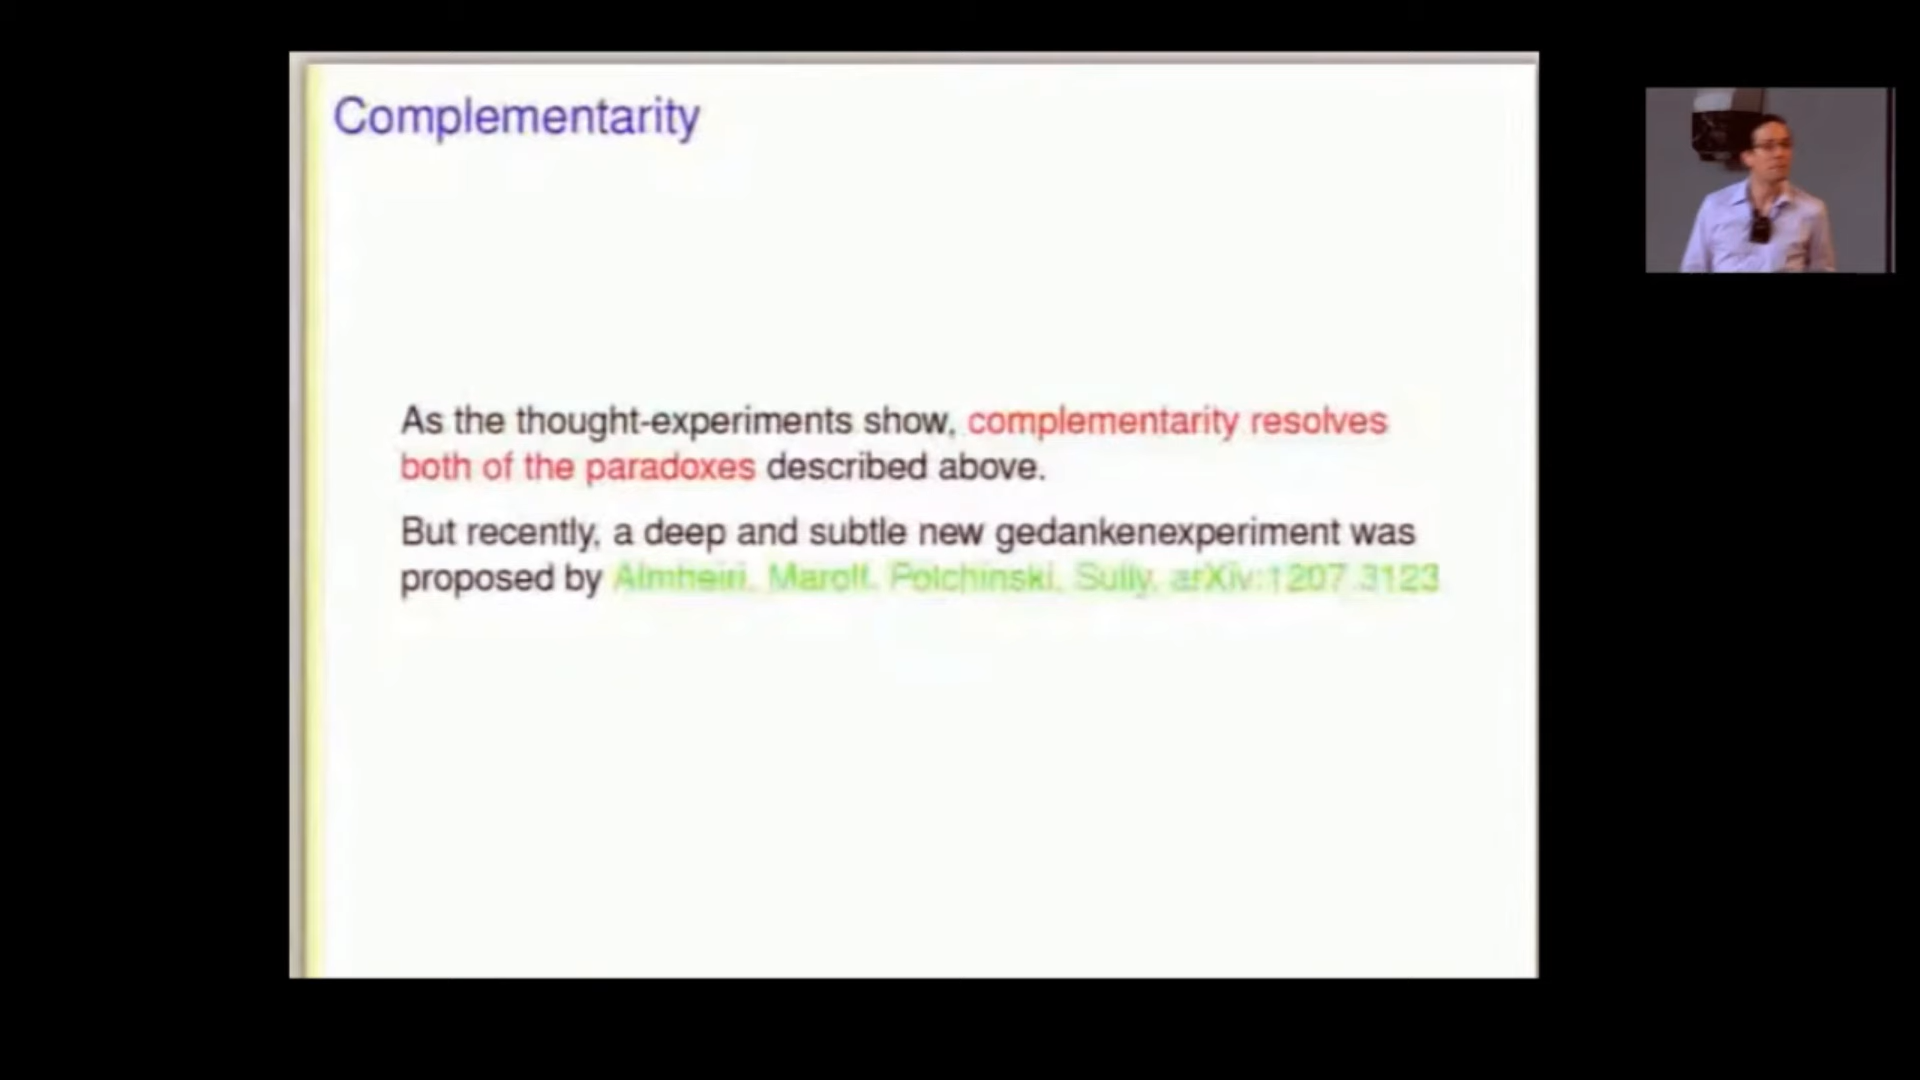 Complementarity
As the thought-experiments show, complementarity resolves
both of the paradoxes described above.
But recently, a deep and subtle new gedankenexperiment was
proposed by Almheiri, Marolf, Polchinski, Sully, arXiv:1207.3123